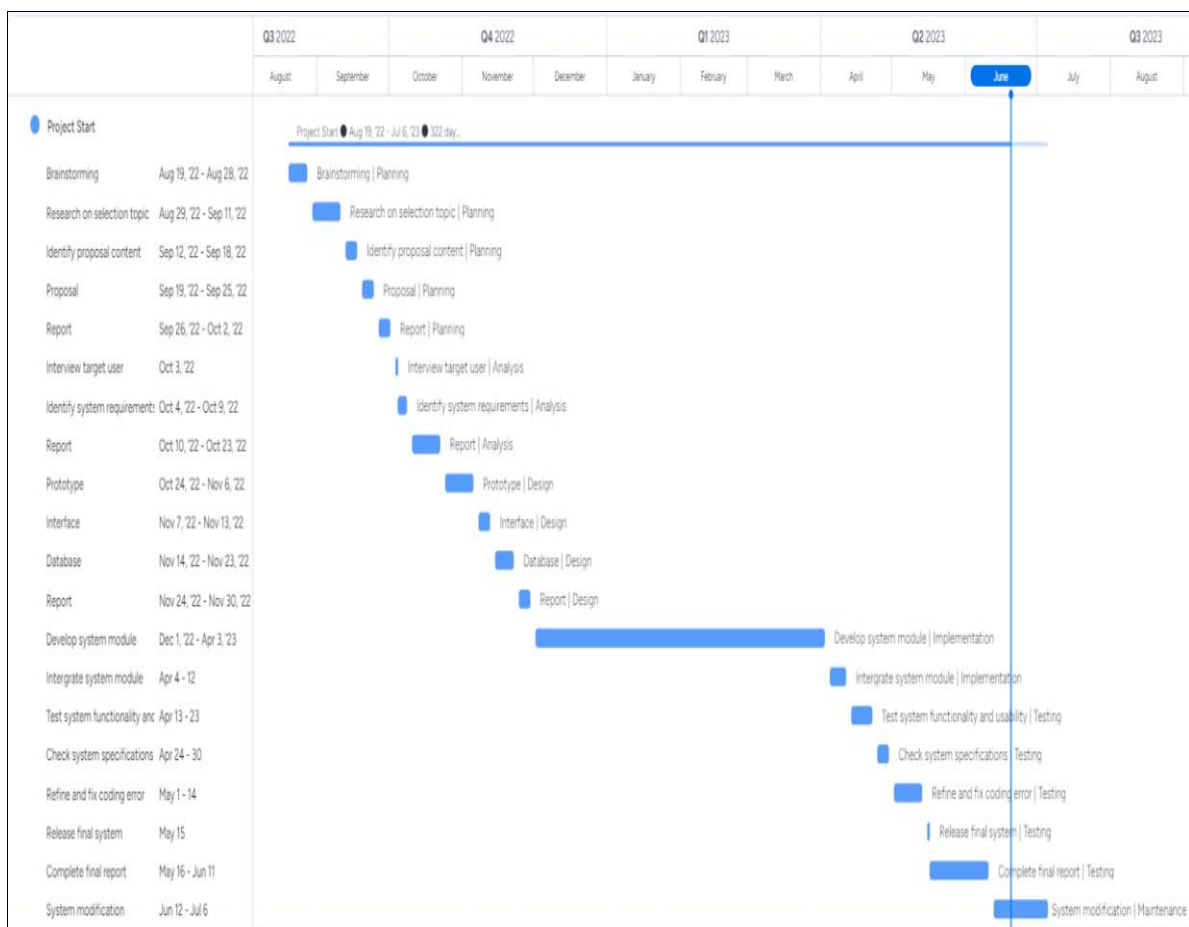 Q3 2022 Q4 2022 Q1 2023 Q2 2023 Q3 2023
August September October November December January February March April May June July August
Project Start
Project Start ● Aug 19, '22 - Jul 6, '23 ● 322 day...
Brainstorming Aug 19, '22 - Aug 28, '22 Brainstorming | Planning
Research on selection topic Aug 29, '22 - Sep 11, '22 Research on selection topic | Planning
Identify proposal content Sep 12, '22 - Sep 18, '22 Identify proposal content | Planning
Proposal Sep 19, '22 - Sep 25, '22 Proposal | Planning
Report Sep 26, '22 - Oct 2, '22 Report | Planning
Interview target user Oct 3, '22 Interview target user | Analysis
Identify system requirements Oct 4, '22 - Oct 9, '22 Identify system requirements | Analysis
Report Oct 10, '22 - Oct 23, '22 Report | Analysis
Prototype Oct 24, '22 - Nov 6, '22 Prototype | Design
Interface Nov 7, '22 - Nov 13, '22 Interface | Design
Database Nov 14, '22 - Nov 23, '22 Database | Design
Report Nov 24, '22 - Nov 30, '22 Report | Design
Develop system module Dec 1, '22 - Apr 3, '23 Develop system module | Implementation
Intergrate system module Apr 4 - 12 Intergrate system module | Implementation
Test system functionality and Apr 13 - 23 Test system functionality and usability | Testing
Check system specifications Apr 24 - 30 Check system specifications | Testing
Refine and fix coding error May 1 - 14 Refine and fix coding error | Testing
Release final system May 15 Release final system | Testing
Complete final report May 16 - Jun 11 Complete final report | Testing
System modification Jun 12 - Jul 6 System modification | Maintenance